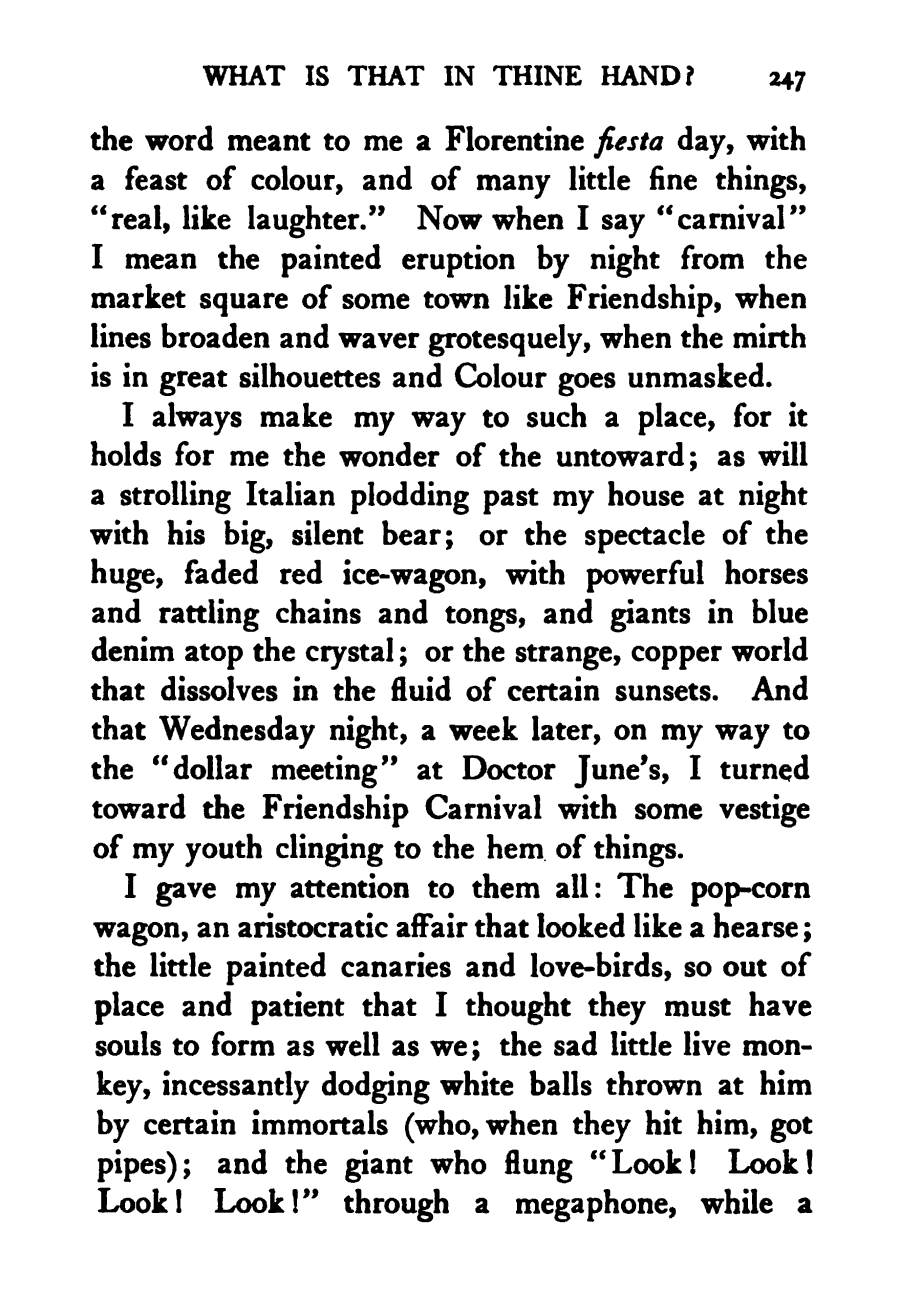 WHAT IS THAT IN THINE HAND? 247
the word meant to me a Florentine fiesta day, with
a feast of colour, and of many little fine things,
“real, like laughter.” Now when I say “carnival”
I mean the painted eruption by night from the
market square of some town like Friendship, when
lines broaden and waver grotesquely, when the mirth
is in great silhouettes and Colour goes unmasked.
I always make my way to such a place, for it
holds for me the wonder of the untoward; as will
a strolling Italian plodding past my house at night
with his big, silent bear; or the spectacle of the
huge, faded red ice-wagon, with powerful horses
and rattling chains and tongs, and giants in blue
denim atop the crystal; or the strange, copper world
that dissolves in the fluid of certain sunsets. And
that Wednesday night, a week later, on my way to
the “dollar meeting” at Doctor June’s, I turned
toward the Friendship Carnival with some vestige
of my youth clinging to the hem of things.
I gave my attention to them all: The pop-corn
wagon, an aristocratic affair that looked like a hearse;
the little painted canaries and love-birds, so out of
place and patient that I thought they must have
souls to form as well as we; the sad little live mon-
key, incessantly dodging white balls thrown at him
by certain immortals (who, when they hit him, got
pipes); and the giant who flung “Look! Look!
Look! Look!” through a megaphone, while a